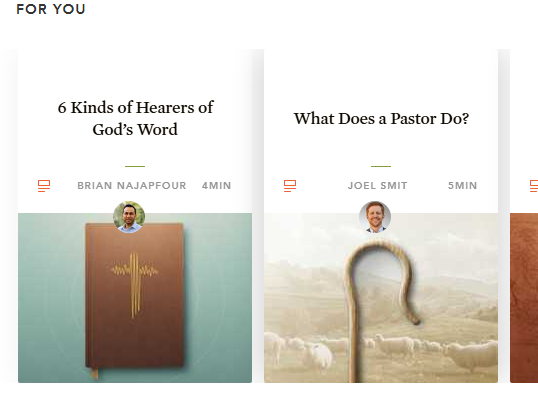 FOR YOU
6 Kinds of Hearers of
God's Word
BRIAN NAJAPFOUR 4MIN
What Does a Pastor Do?
JOEL SMIT 5MIN